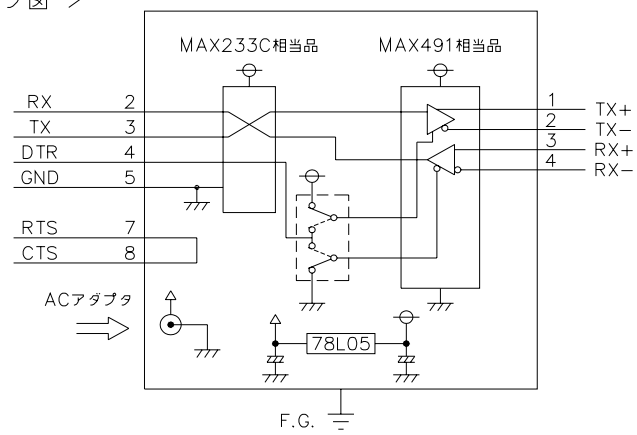 ク図 >
MAX233C相当品 MAX491相当品
RX 2
TX 3
DTR 4
GND 5
RTS 7
CTS 8
1 TX+
2 TX-
3 RX+
4 RX-
ACアダプタ
78L05
F.G.